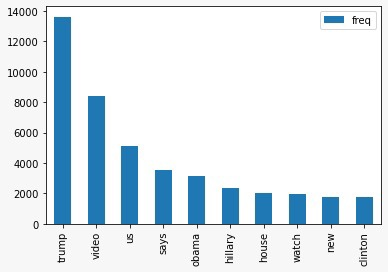 freq
14000
12000
10000
8000
6000
4000
2000
0
trump
video
us
says
obama
hillary
house
watch
new
clinton